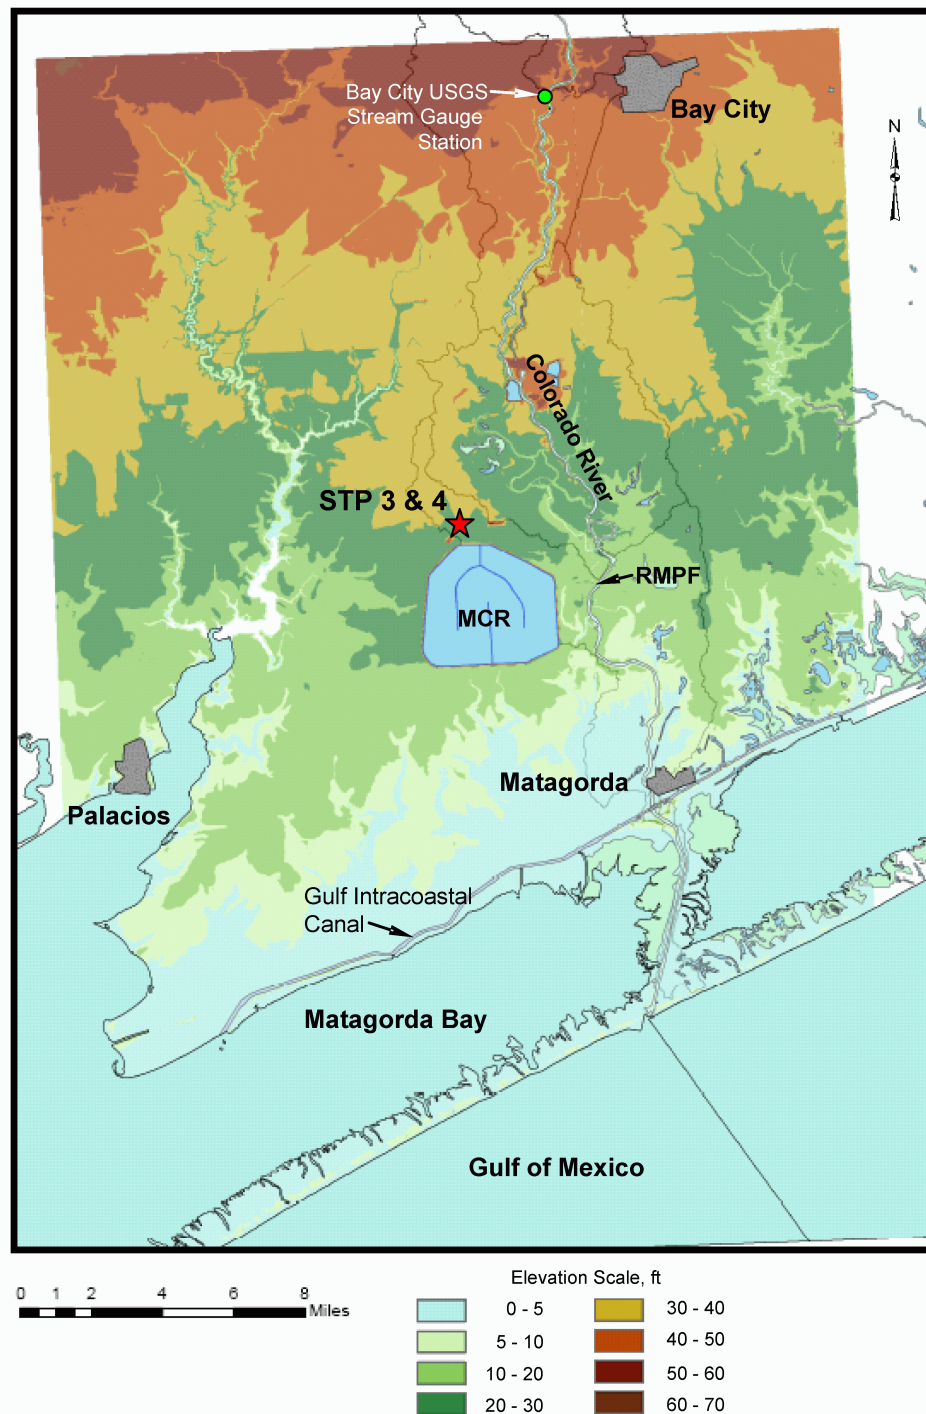 Bay City USGS
Stream Gauge
Station
Bay City
N
Colorado River
STP 3 & 4
RMPF
MCR
Matagorda
Palacios
Gulf Intracoastal
Canal
Matagorda Bay
Gulf of Mexico
0 1 2 4 6 8
Miles
Elevation Scale, ft
0 - 5
5 - 10
10 - 20
20 - 30
30 - 40
40 - 50
50 - 60
60 - 70